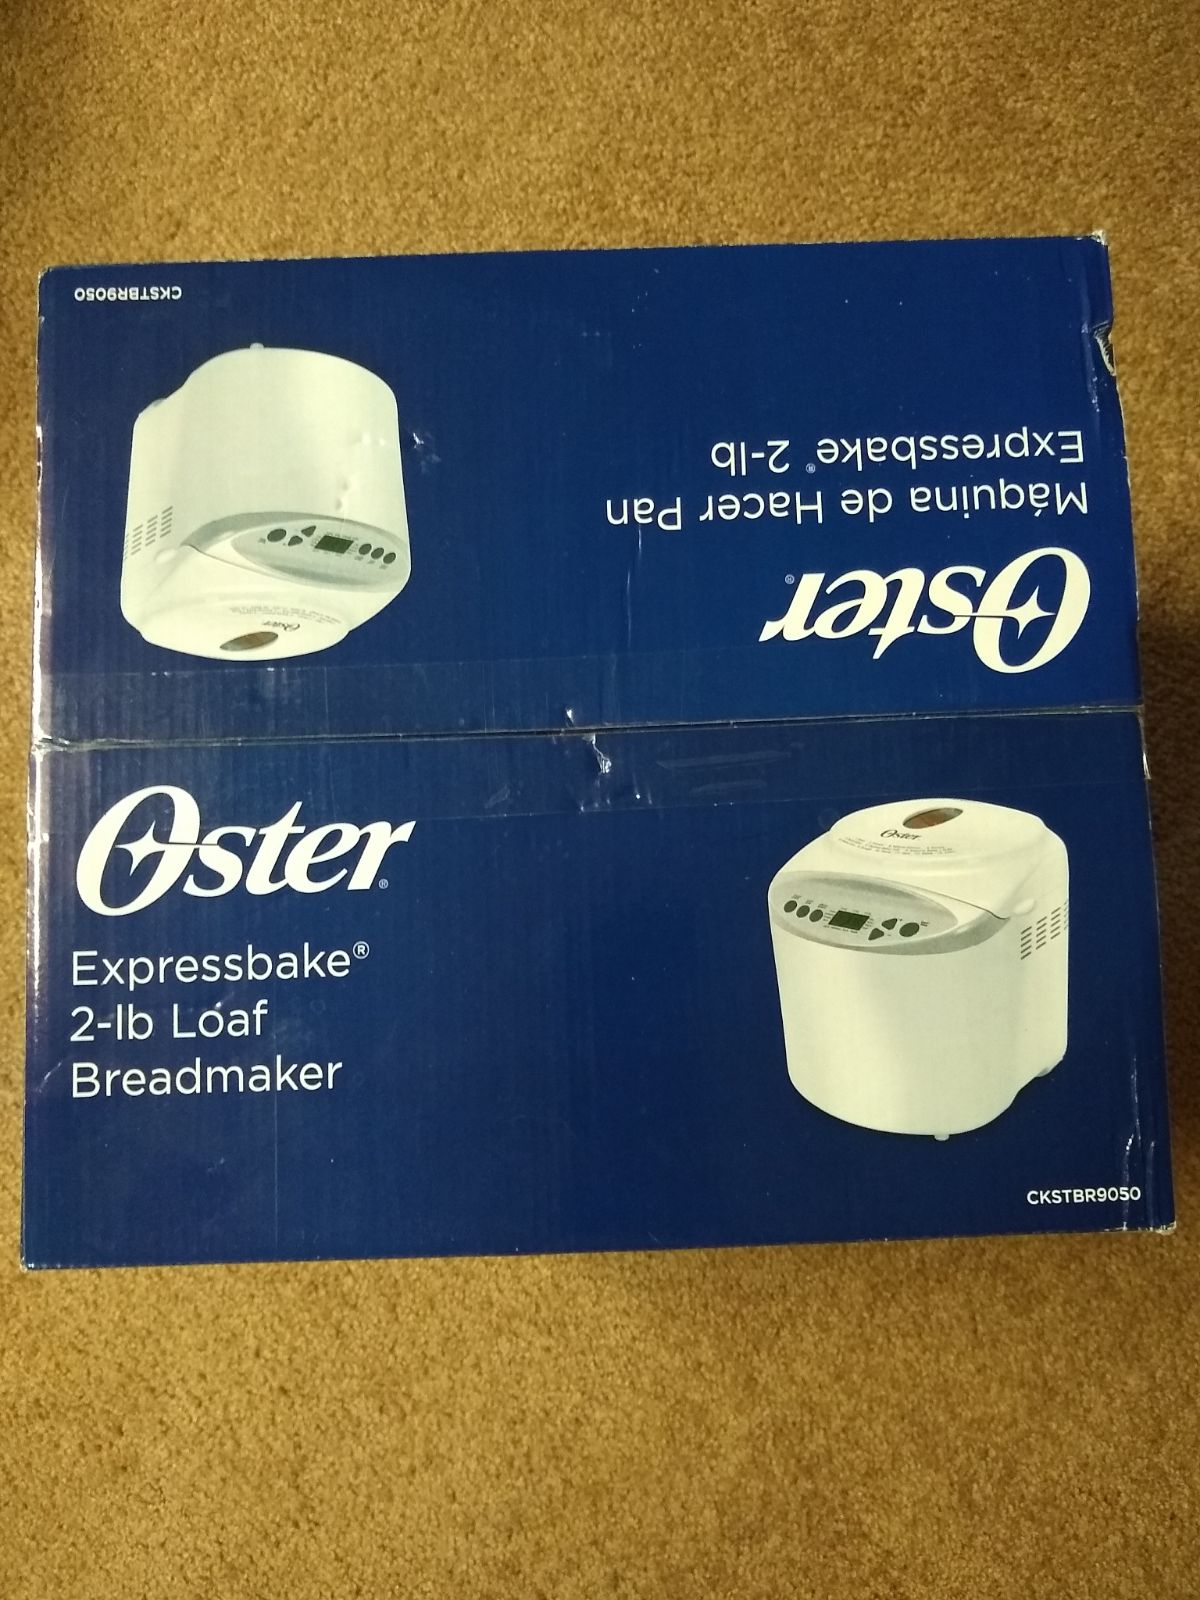 CKSTBR9050
Oster®
Máquina de Hacer Pan
Expressbake® 2-lb
Oster
Oster®
Expressbake®
2-lb Loaf
Breadmaker
Oster
CKSTBR9050